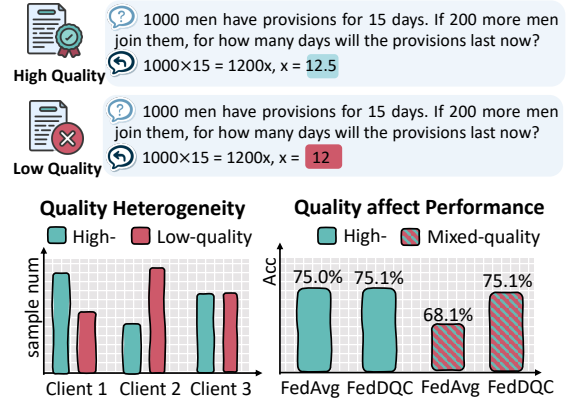 1000 men have provisions for 15 days. If 200 more men
join them, for how many days will the provisions last now?
1000×15 = 1200x, x = 12.5
High Quality
1000 men have provisions for 15 days. If 200 more men
join them, for how many days will the provisions last now?
1000×15 = 1200x, x = 12
Low Quality
Quality Heterogeneity
High- Low-quality
sample num
Client 1 Client 2 Client 3
Quality affect Performance
High- Mixed-quality
Acc
75.0% 75.1% 68.1% 75.1%
FedAvg FedDQC FedAvg FedDQC